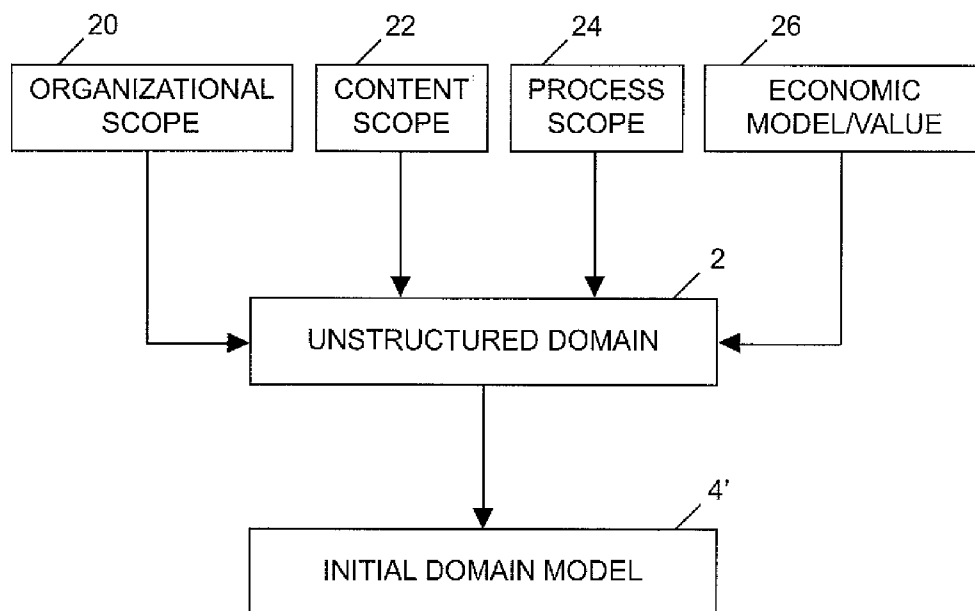 20
22
24
26
ORGANIZATIONAL
SCOPE
CONTENT
SCOPE
PROCESS
SCOPE
ECONOMIC
MODEL/VALUE
2
UNSTRUCTURED DOMAIN
4'
INITIAL DOMAIN MODEL